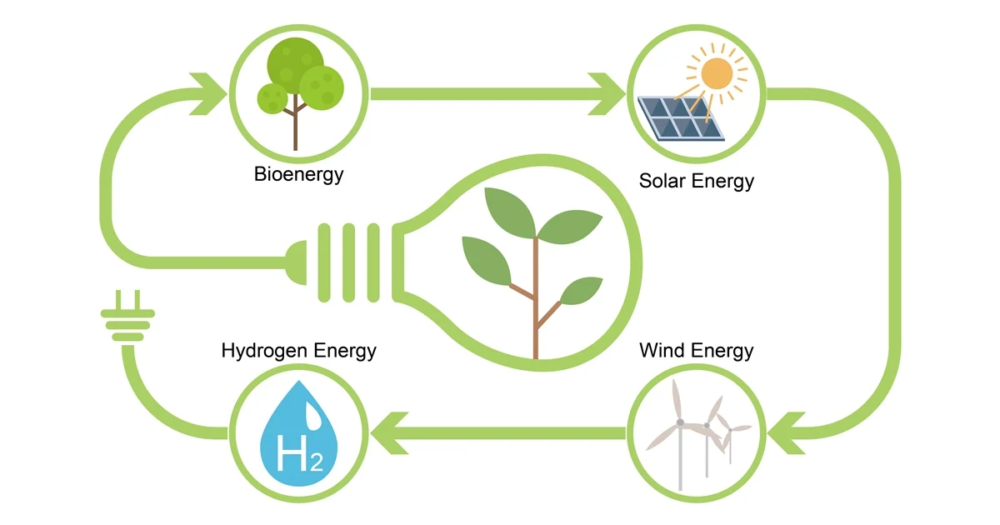 Bioenergy
Solar Energy
Hydrogen Energy
Wind Energy
H2